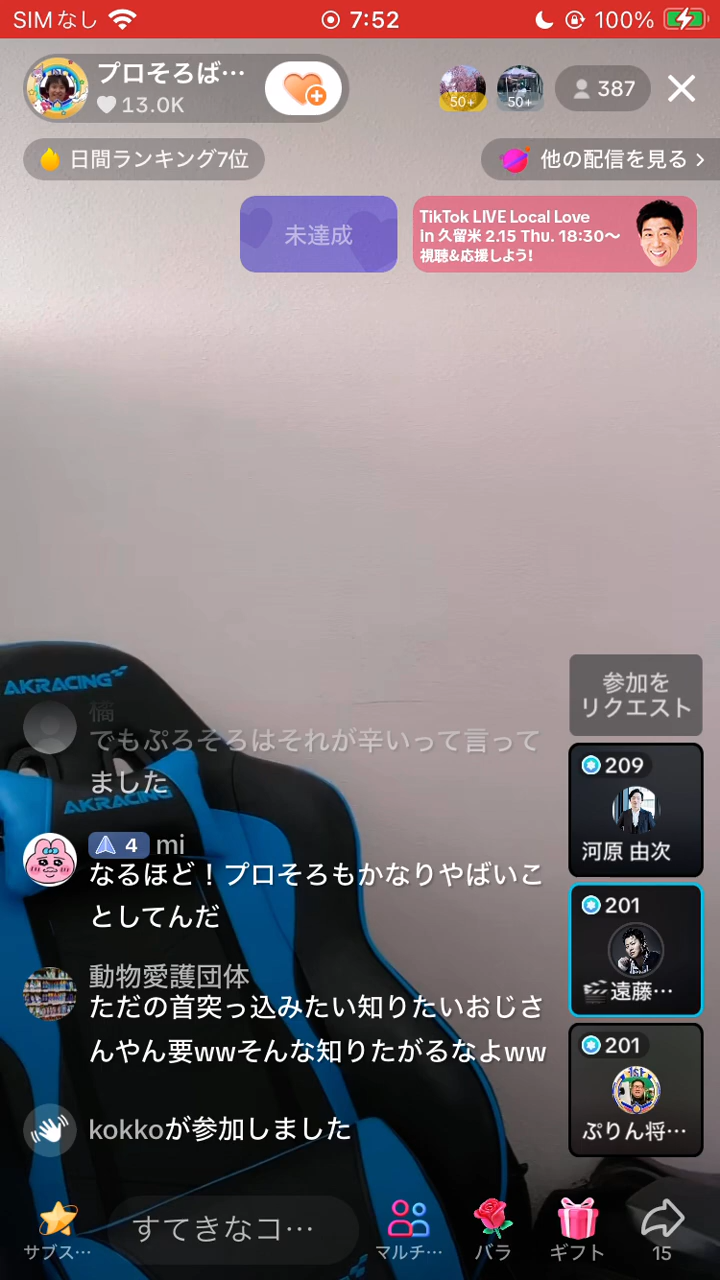 SIMなし
7:52
100%
プロそろば…
13.0K
50+
50+
387
日間ランキング7位
他の配信を見る
未達成
TikTok LIVE Local Love
in 久留米 2.15 Thu. 18:30〜
視聴&応援しよう!
AKRACING
AKRACING
参加を
リクエスト
橘
でもぷろそろはそれが辛いって言って
ました
209
河原 由次
4 mi
なるほど！プロそろもかなりやばいこ
としてんだ
201
遠藤…
動物愛護団体
ただの首突っ込みたい知りたいおじさ
んやん要wwそんな知りたがるなよww
201
ぷりん将…
kokkoが参加しました
すてきなコ…
サブス…
マルチ…
バラ
ギフト
15